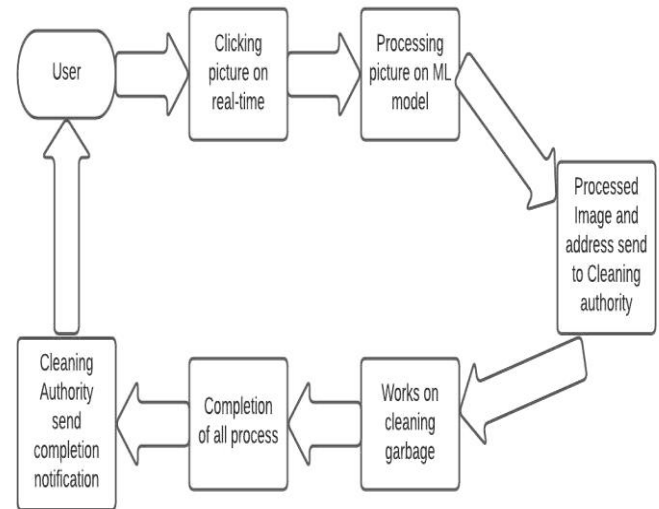 User
Clicking
picture on
real-time
Processing
picture on ML
model
Processed
Image and
address send
to Cleaning
authority
Works on
cleaning
garbage
Completion
of all process
Cleaning
Authority
send
completion
notification